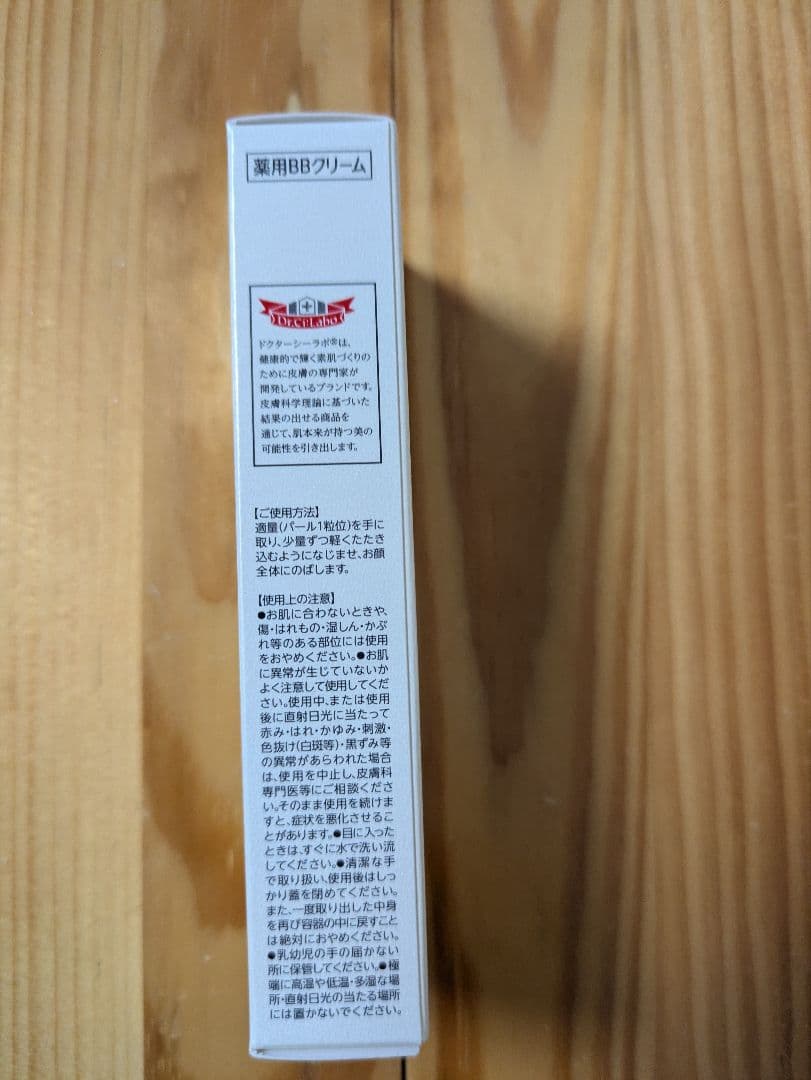 薬用BBクリーム
Dr.Ci:Labo
ドクターシーラボ®は、
健康的で輝く素肌づくりの
ために皮膚の専門家が
開発しているブランドです。
皮膚科学理論に基づいた
結果の出せる商品を
通じて、肌本来が持つ美の
可能性を引き出します。
【ご使用方法】
適量(パール1粒位)を手に
取り、少量ずつ軽くたたき
込むようになじませ、お顔
全体にのばします。
【使用上の注意】
●お肌に合わないときや、
傷・はれもの・湿しん・かぶ
れ等のある部位には使用
をおやめください。●お肌
に異常が生じていないか
よく注意して使用してくだ
さい。使用中、または使用
後に直射日光に当たって
赤み・はれ・かゆみ・刺激・
色抜け(白斑等)・黒ずみ等
の異常があらわれた場合
は、使用を中止し、皮膚科
専門医等にご相談くださ
い。そのまま使用を続けま
すと、症状を悪化させるこ
とがあります。●目に入った
ときは、すぐに水で洗い流
してください。●清潔な手
で取り扱い、使用後はしっ
かり蓋を閉めてください。
また、一度取り出した中身
を再び容器の中に戻すこと
は絶対におやめください。
●乳幼児の手の届かない
所に保管してください。●極
端に高温や低温・多湿な場
所・直射日光の当たる場所
には置かないでください。